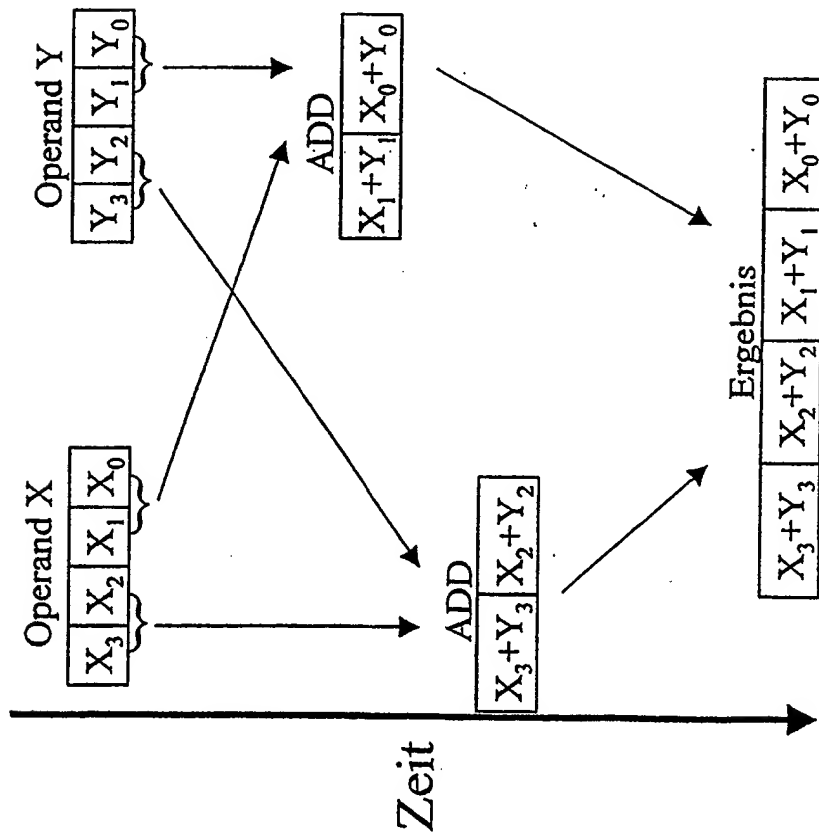 Operand X
X₃ X₂ X₁ X₀
Operand Y
Y₃ Y₂ Y₁ Y₀
ADD
X₁+Y₁ X₀+Y₀
ADD
X₃+Y₃ X₂+Y₂
Ergebnis
X₃+Y₃ X₂+Y₂ X₁+Y₁ X₀+Y₀
Zeit